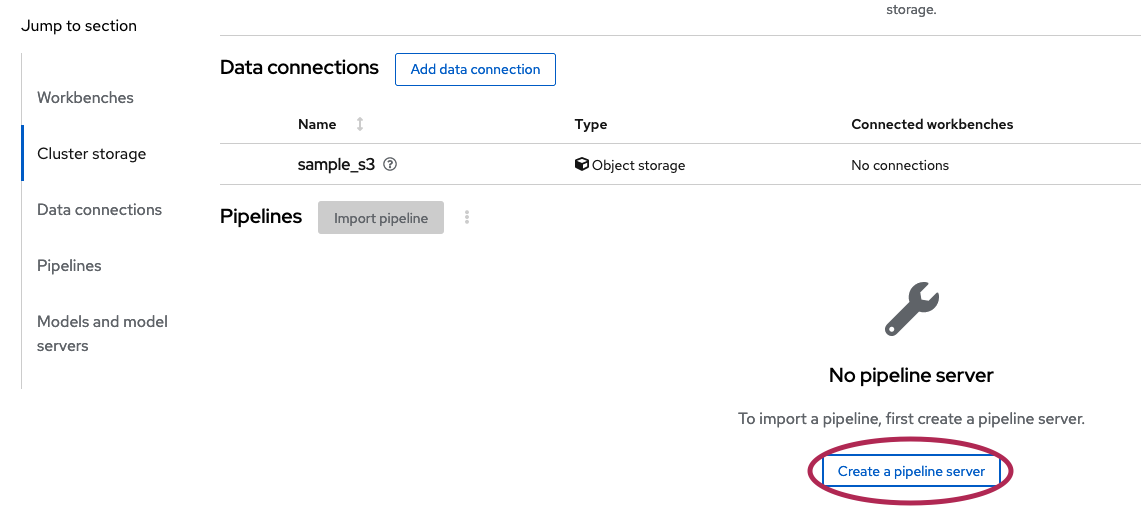 storage.
Jump to section
Workbenches
Cluster storage
Data connections
Pipelines
Models and model
servers
Data connections
Add data connection
Name
Type
Connected workbenches
sample_s3
Object storage
No connections
Pipelines
Import pipeline
No pipeline server
To import a pipeline, first create a pipeline server.
Create a pipeline server